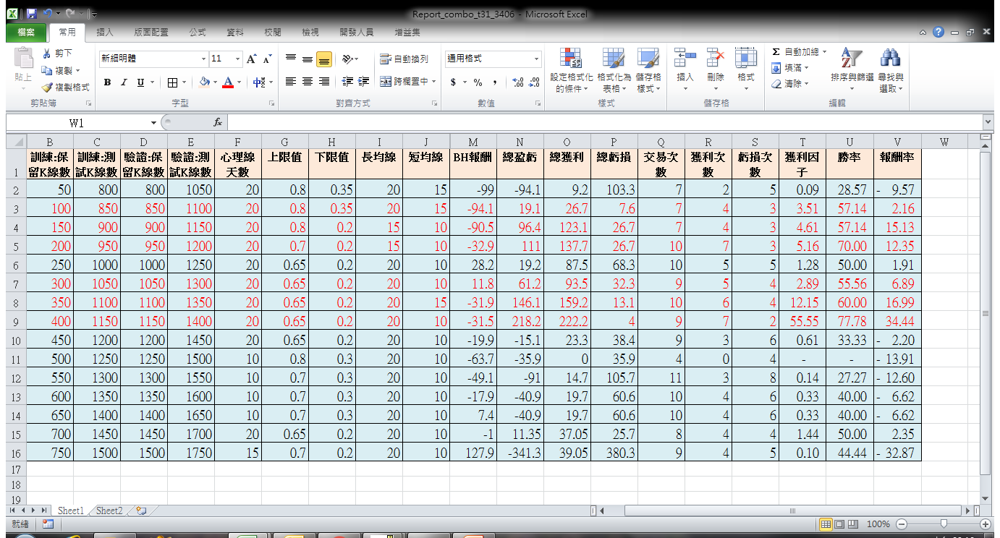 Report_combo_t31_3406 - Microsoft Excel
檔案 常用 插入 版面配置 公式 資料 校閱 檢視 開發人員 增益集
貼上 剪下 複製 複製格式 剪貼簿
新細明體 11 B I U A A A 中 字型
自動換列 跨欄置中 對齊方式
通用格式 $ % , .00 .00 數值
設定格式化的條件 格式化為表格 儲存格樣式 樣式
插入 刪除 格式 儲存格
Σ 自動加總 填滿 清除 排序與篩選 尋找與選取 編輯
W1 fx
B C D E F G H I J M N O P Q R S T U V W
1 訓練:保留K線數 訓練:測試K線數 驗證:保留K線數 驗證:測試K線數 心理線天數 上限值 下限值 長均線 短均線 BH報酬 總盈虧 總獲利 總虧損 交易次數 獲利次數 虧損次數 獲利因子 勝率 報酬率
2 50 800 800 1050 20 0.8 0.35 20 15 -99 -94.1 9.2 103.3 7 2 5 0.09 28.57 - 9.57
3 100 850 850 1100 20 0.8 0.35 20 15 -94.1 19.1 26.7 7.6 7 4 3 3.51 57.14 2.16
4 150 900 900 1150 20 0.8 0.2 15 10 -90.5 96.4 123.1 26.7 7 4 3 4.61 57.14 15.13
5 200 950 950 1200 20 0.7 0.2 15 10 -32.9 111 137.7 26.7 10 7 3 5.16 70.00 12.35
6 250 1000 1000 1250 20 0.65 0.2 20 10 28.2 19.2 87.5 68.3 10 5 5 1.28 50.00 1.91
7 300 1050 1050 1300 20 0.65 0.2 20 10 11.8 61.2 93.5 32.3 9 5 4 2.89 55.56 6.89
8 350 1100 1100 1350 20 0.65 0.2 20 15 -31.9 146.1 159.2 13.1 10 6 4 12.15 60.00 16.99
9 400 1150 1150 1400 20 0.65 0.2 20 10 -31.5 218.2 222.2 4 9 7 2 55.55 77.78 34.44
10 450 1200 1200 1450 20 0.65 0.2 20 10 -19.9 -15.1 23.3 38.4 9 3 6 0.61 33.33 - 2.20
11 500 1250 1250 1500 10 0.8 0.3 20 10 -63.7 -35.9 0 35.9 4 0 4 - - - 13.91
12 550 1300 1300 1550 10 0.7 0.3 20 10 -49.1 -91 14.7 105.7 11 3 8 0.14 27.27 - 12.60
13 600 1350 1350 1600 10 0.7 0.3 20 10 -17.9 -40.9 19.7 60.6 10 4 6 0.33 40.00 - 6.62
14 650 1400 1400 1650 10 0.7 0.3 20 10 7.4 -40.9 19.7 60.6 10 4 6 0.33 40.00 - 6.62
15 700 1450 1450 1700 20 0.65 0.2 20 10 -1 11.35 37.05 25.7 8 4 4 1.44 50.00 2.35
16 750 1500 1500 1750 15 0.7 0.2 20 10 127.9 -341.3 39.05 380.3 9 4 5 0.10 44.44 - 32.87
17
18
19
Sheet1 Sheet2
就緒 100%